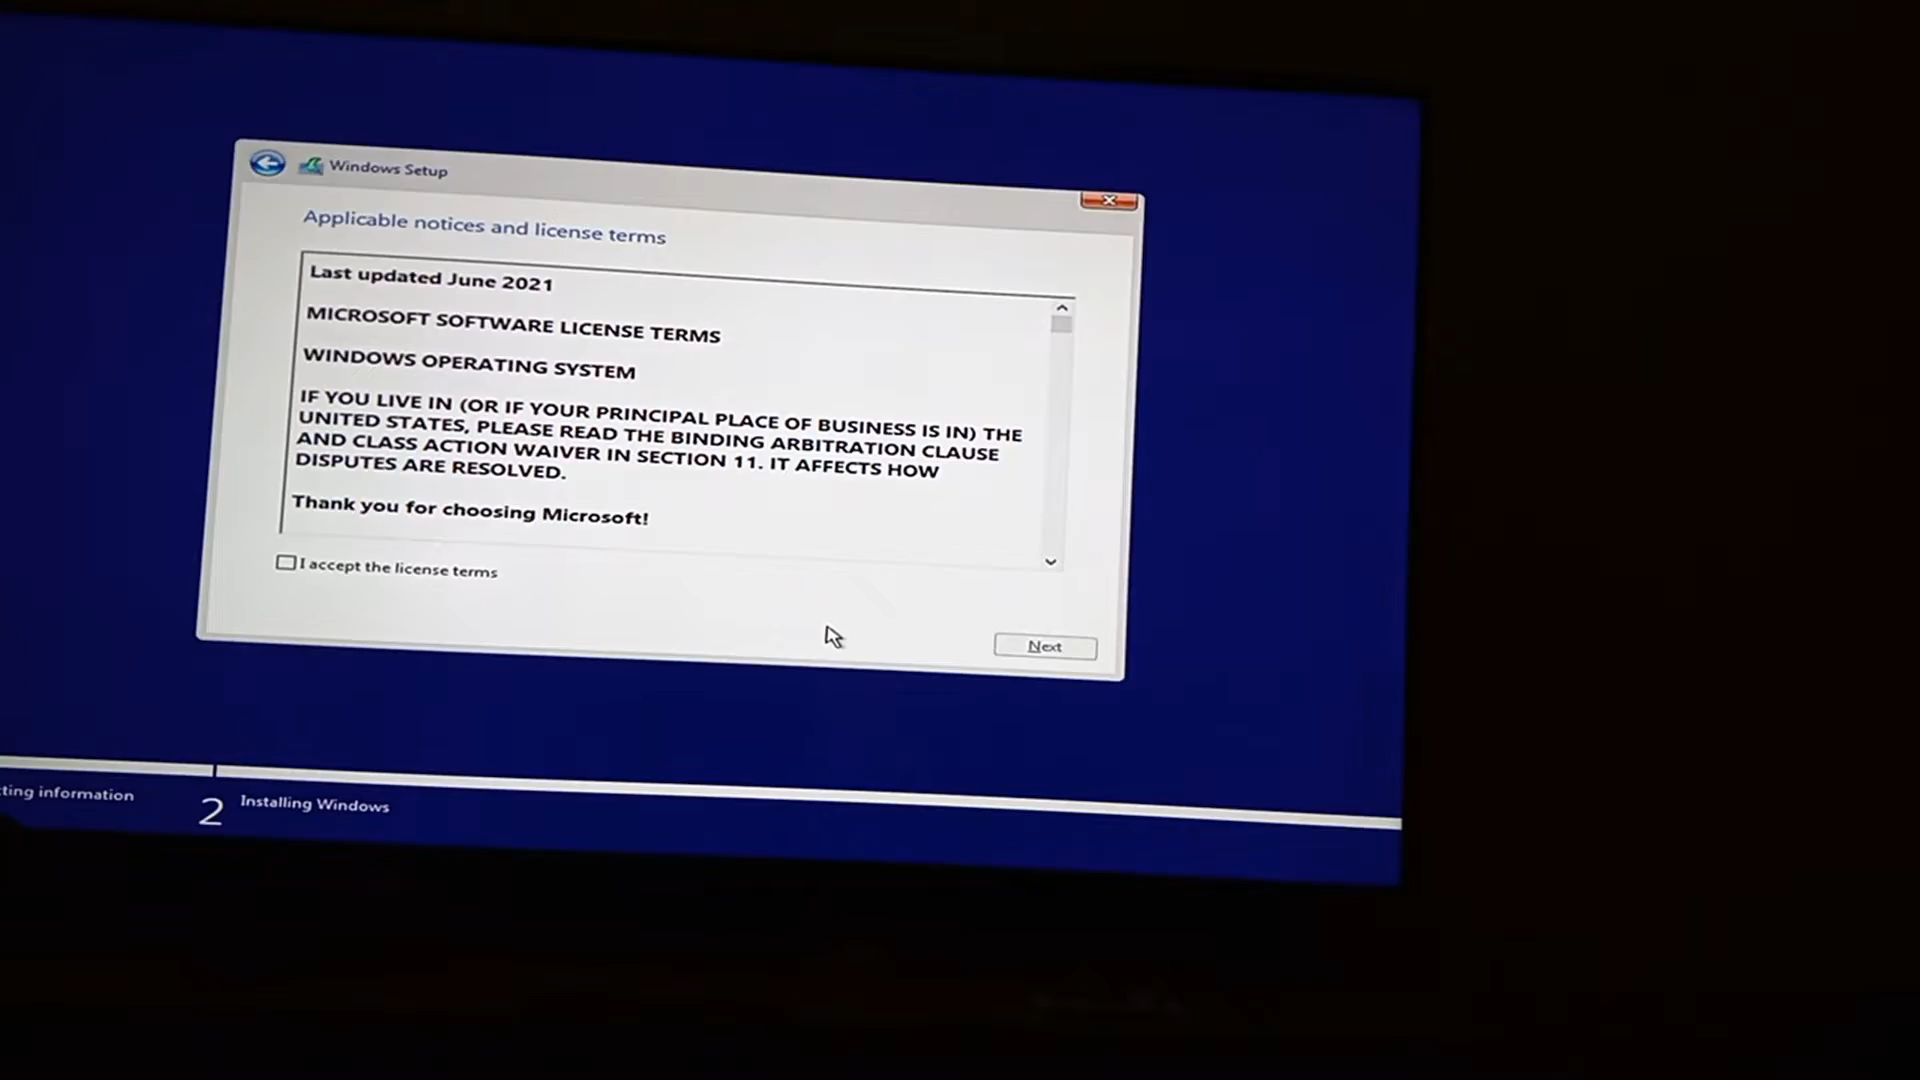 Windows Setup
Applicable notices and license terms
Last updated June 2021
MICROSOFT SOFTWARE LICENSE TERMS
WINDOWS OPERATING SYSTEM
IF YOU LIVE IN (OR IF YOUR PRINCIPAL PLACE OF BUSINESS IS IN) THE
UNITED STATES, PLEASE READ THE BINDING ARBITRATION CLAUSE
AND CLASS ACTION WAIVER IN SECTION 11. IT AFFECTS HOW
DISPUTES ARE RESOLVED.
Thank you for choosing Microsoft!
I accept the license terms
Next
information
2 Installing Windows